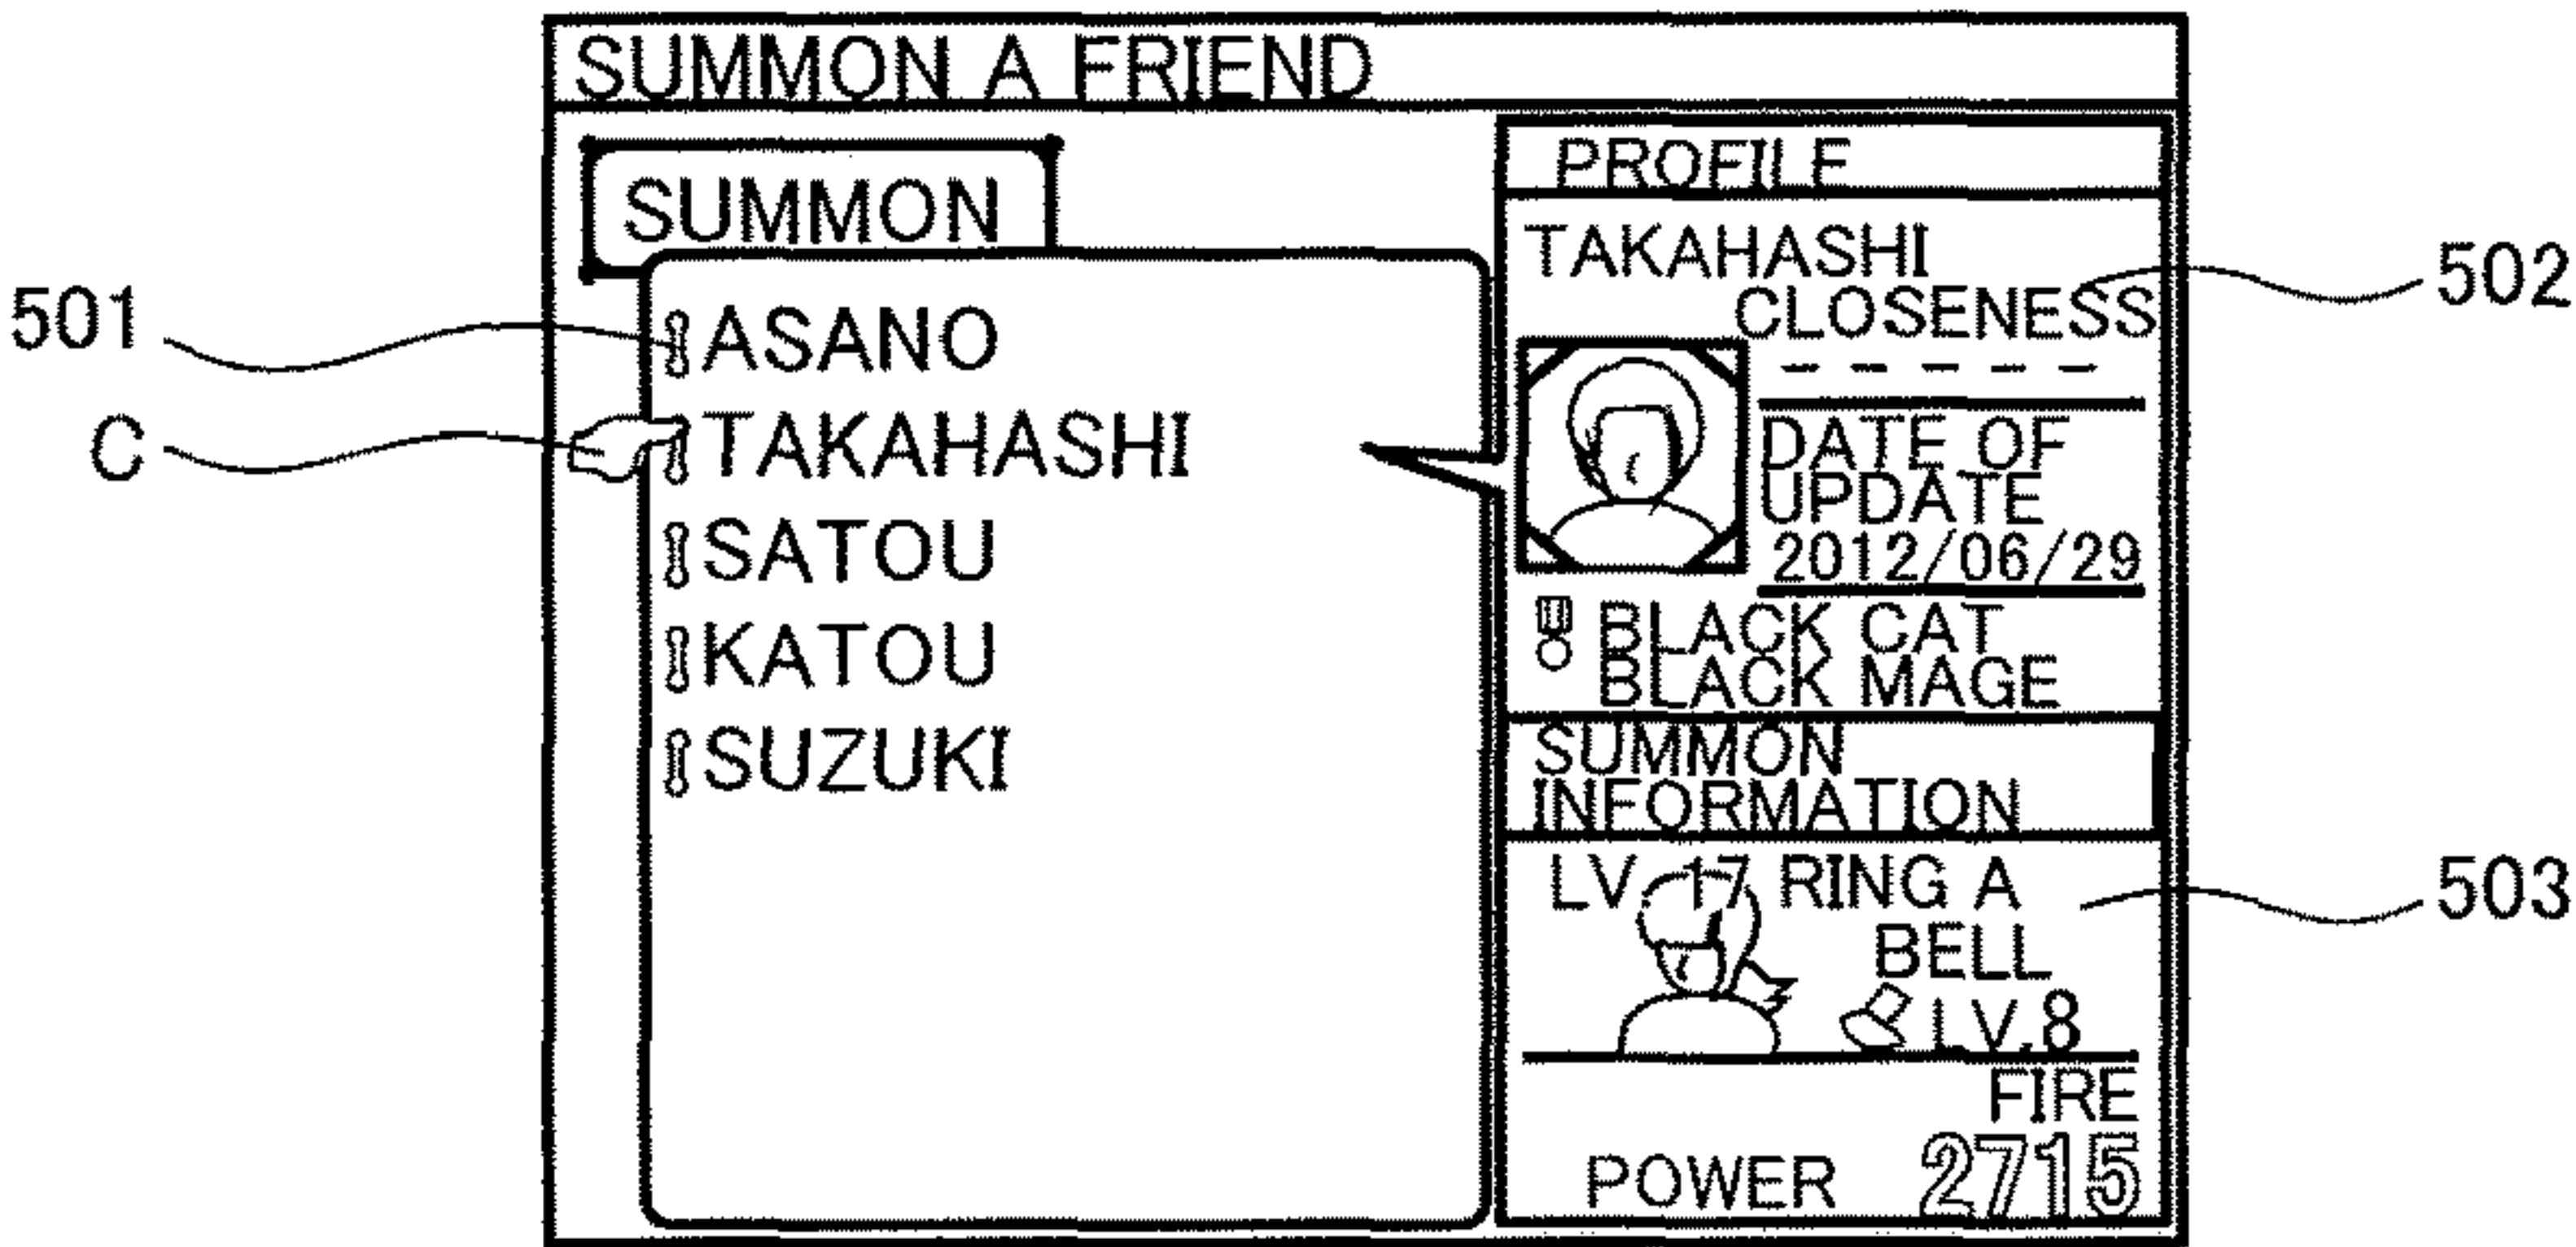 SUMMON A FRIEND
SUMMON
501
ASANO
C
TAKAHASHI
SATOU
KATOU
SUZUKI
PROFILE
TAKAHASHI
CLOSENESS
502
- - - - -
DATE OF
UPDATE
2012/06/29
BLACK CAT
BLACK MAGE
SUMMON
INFORMATION
LV. 17 RING A
BELL
503
LV.8
FIRE
POWER 2715